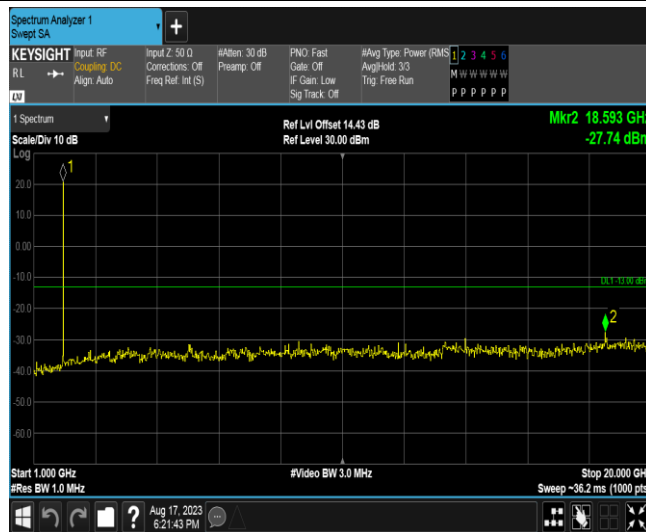 Spectrum Analyzer 1
Swept SA
KEYSIGHT
RL
LXI
Input: RF
Coupling: DC
Align: Auto
Input Z: 50 Ω
Corrections: Off
Freq Ref: Int (S)
#Atten: 30 dB
Preamp: Off
PNO: Fast
Gate: Off
IF Gain: Low
Sig Track: Off
#Avg Type: Power (RMS
Avg|Hold: 3/3
Trig: Free Run
1 2 3 4 5 6
M W W W W W
P P P P P P
1 Spectrum
Scale/Div 10 dB
Log
Ref Lvl Offset 14.43 dB
Ref Level 30.00 dBm
Mkr2 18.593 GHz
-27.74 dBm
1
20.0
10.0
0.00
-10.0
DL1 -13.00 dBm
-20.0
2
-30.0
-40.0
-50.0
-60.0
Start 1.000 GHz
#Res BW 1.0 MHz
#Video BW 3.0 MHz
Stop 20.000 GHz
Sweep ~36.2 ms (1000 pts
?
Aug 17, 2023
6:21:43 PM